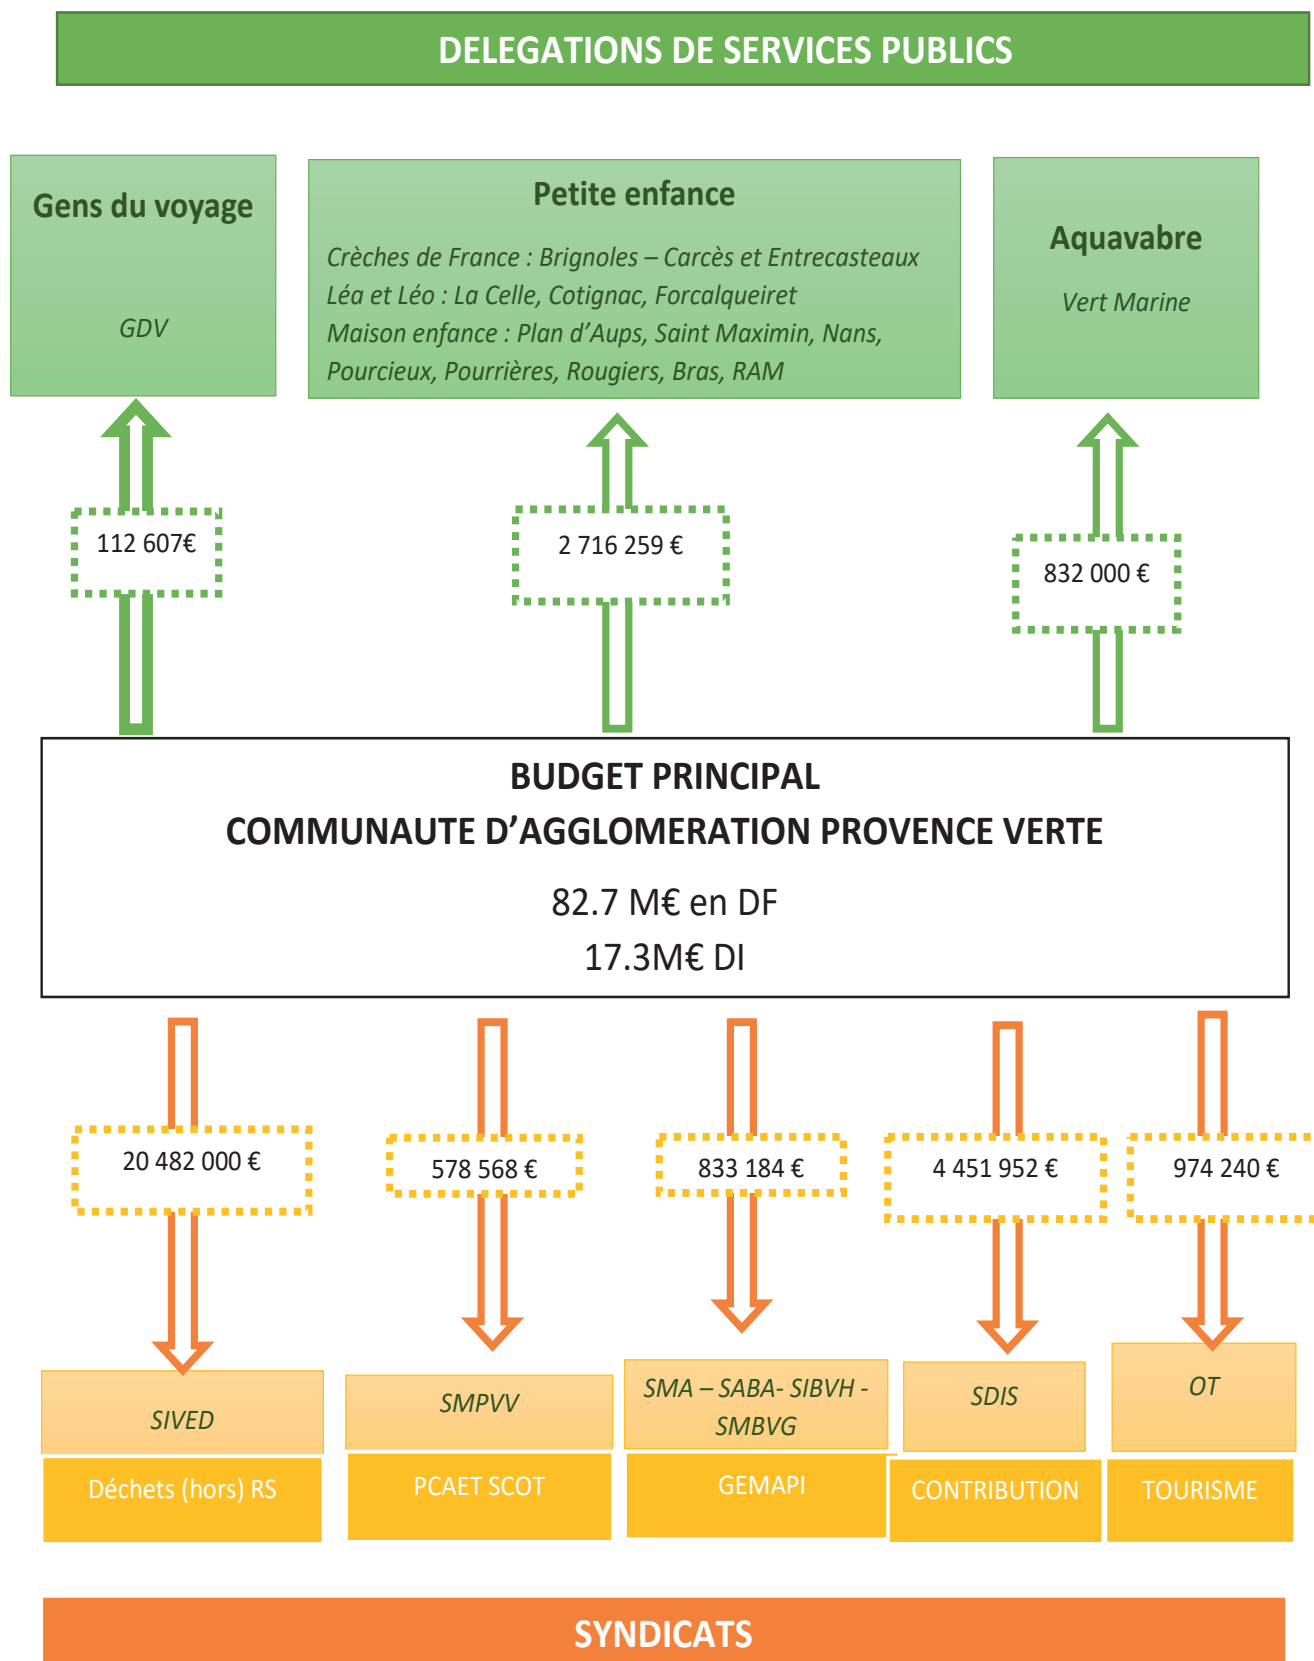 DELEGATIONS DE SERVICES PUBLICS
Gens du voyage
GDV
Petite enfance
Crèches de France : Brignoles – Carcès et Entrecasteaux
Léa et Léo : La Celle, Cotignac, Forcalqueiret
Maison enfance : Plan d’Aups, Saint Maximin, Nans,
Pourcieux, Pourrières, Rougiers, Bras, RAM
Aquavabre
Vert Marine
112 607€
2 716 259 €
832 000 €
BUDGET PRINCIPAL
COMMUNAUTE D’AGGLOMERATION PROVENCE VERTE
82.7 M€ en DF
17.3M€ DI
20 482 000 €
578 568 €
833 184 €
4 451 952 €
974 240 €
SIVED
Déchets (hors) RS
SMPVV
PCAET SCOT
SMA – SABA- SIBVH -
SMBVG
GEMAPI
SDIS
CONTRIBUTION
OT
TOURISME
SYNDICATS